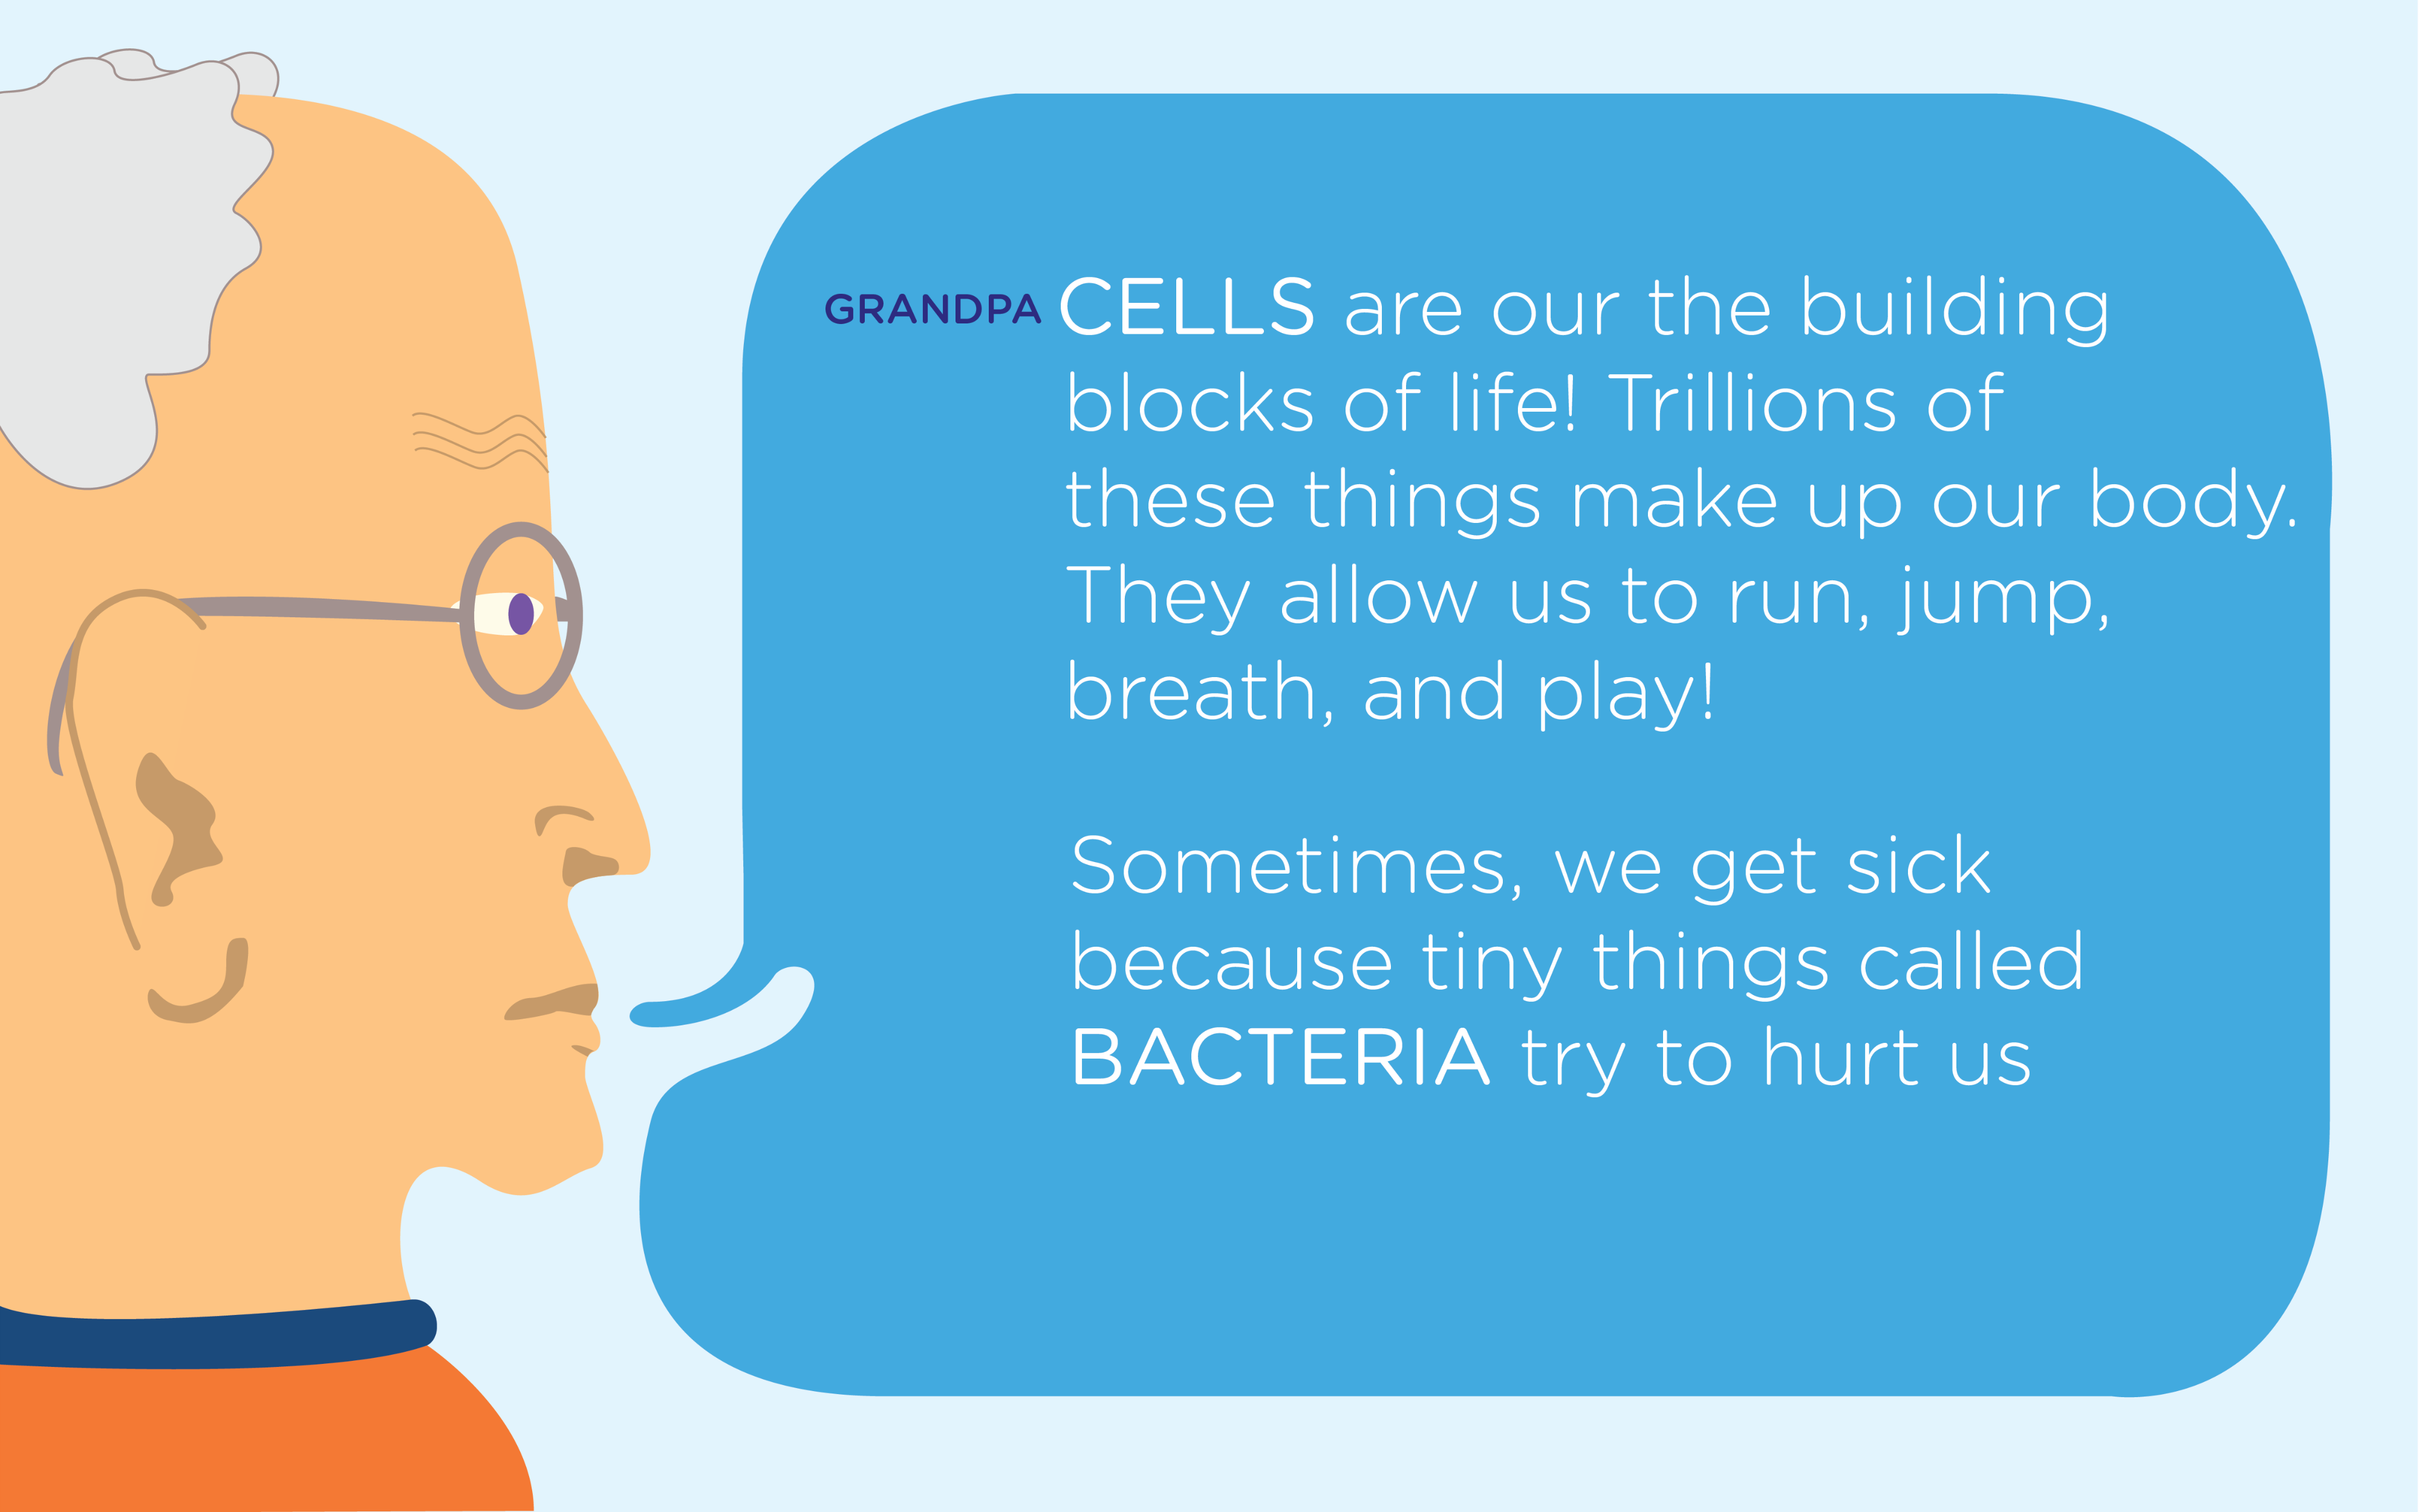 GRANDPA CELLS are our the building
blocks of life! Trillions of
these things make up our body.
They allow us to run, jump,
breath, and play!
Sometimes, we get sick
because tiny things called
BACTERIA try to hurt us